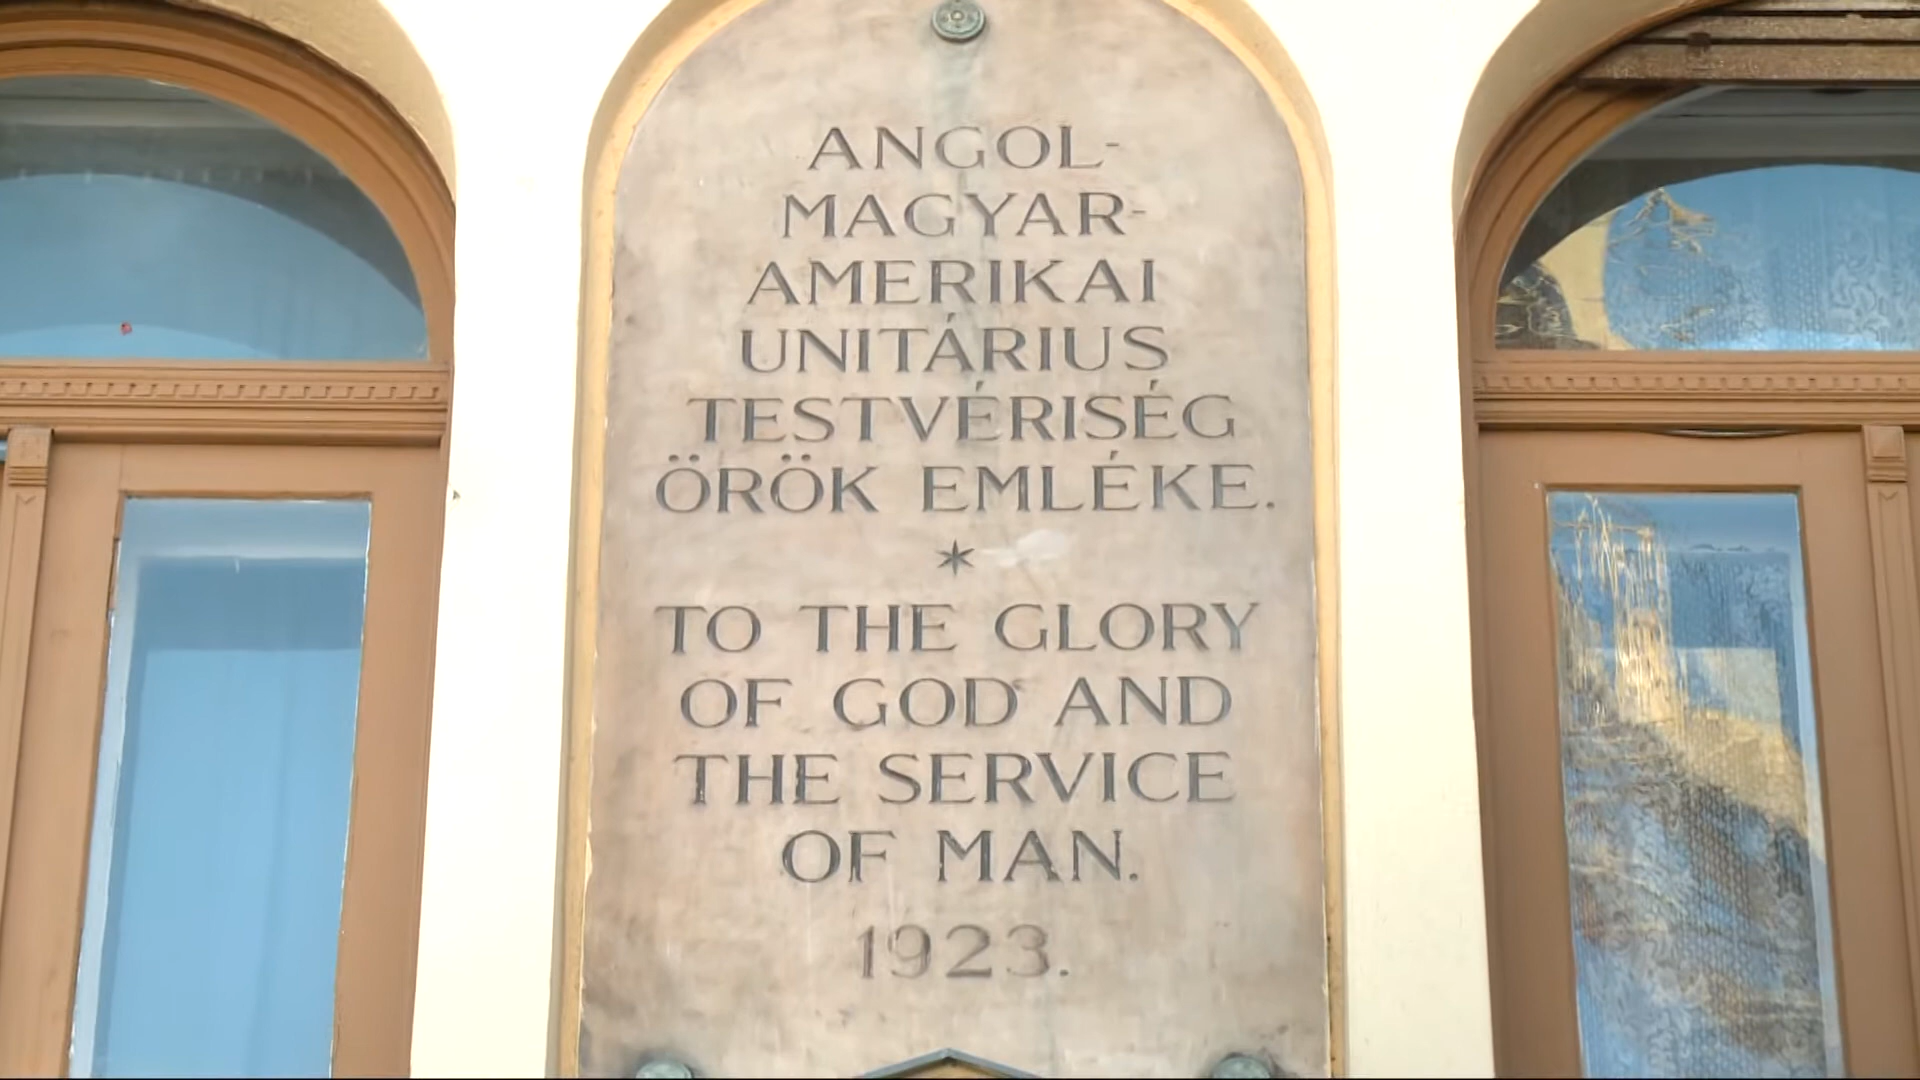 ANGOL-
MAGYAR-
AMERIKAI
UNITÁRIUS
TESTVÉRISÉG
ÖRÖK EMLÉKE.
TO THE GLORY
OF GOD AND
THE SERVICE
OF MAN.
1923.